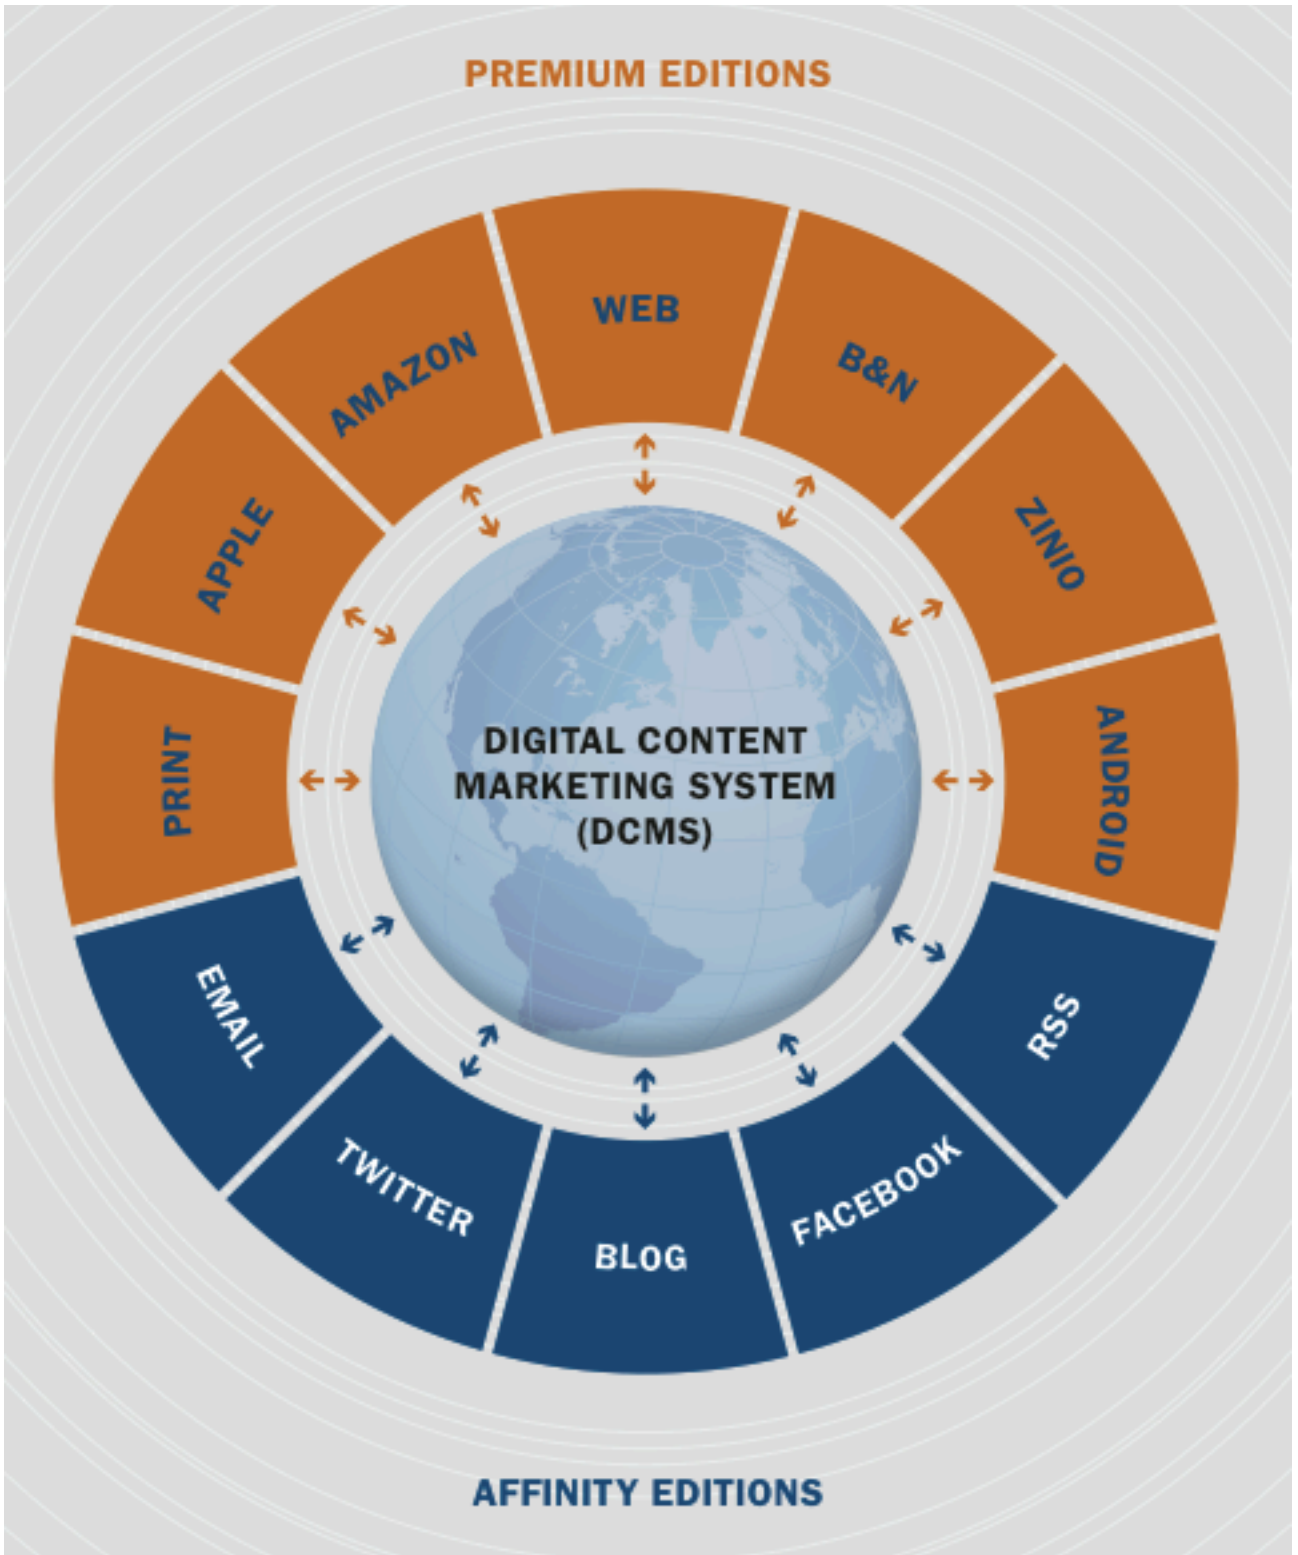 PREMIUM EDITIONS
WEB
B&N
ZINIO
ANDROID
RSS
FACEBOOK
BLOG
TWITTER
EMAIL
PRINT
APPLE
AMAZON
DIGITAL CONTENT
MARKETING SYSTEM
(DCMS)
AFFINITY EDITIONS